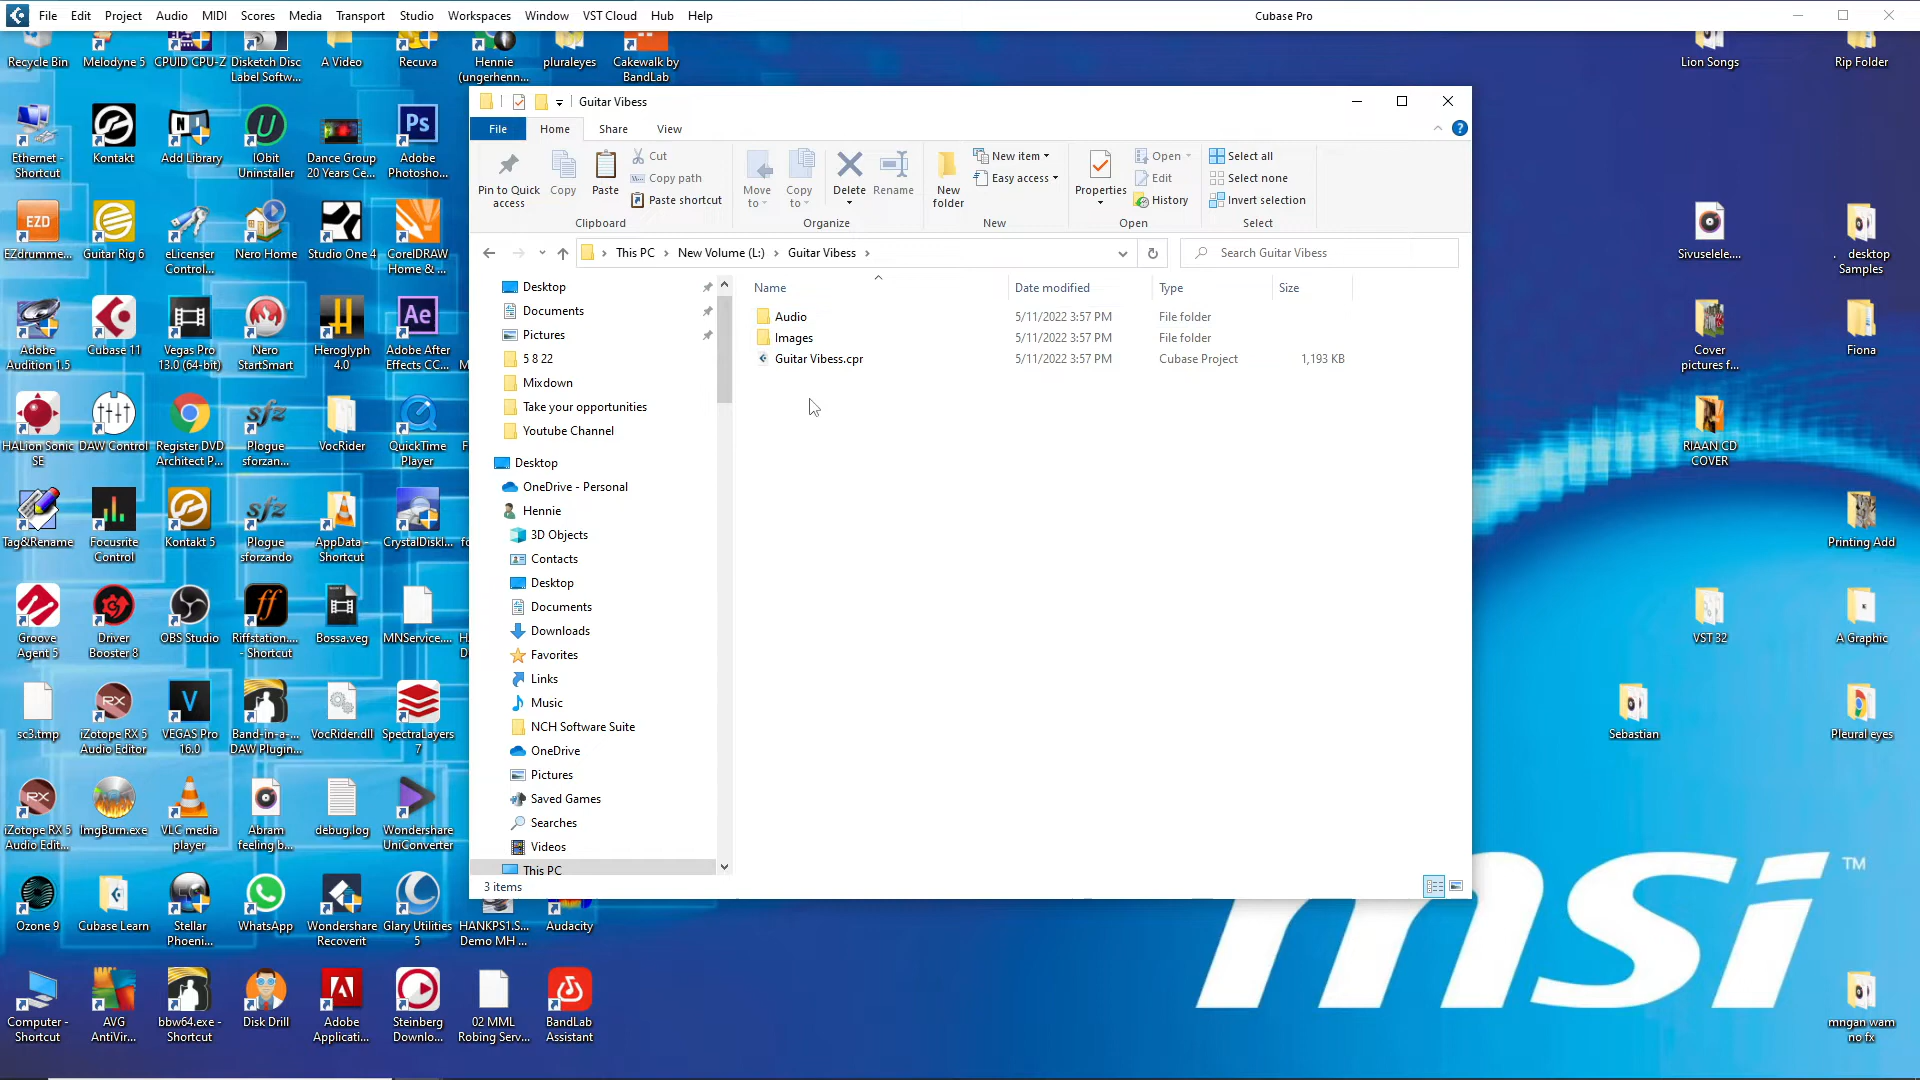 File Edit Project Audio MIDI Scores Media Transport Studio Workspaces Window VST Cloud Hub Help
Cubase Pro
Recycle Bin
Melodyne 5
CPUID CPU-Z
Disketch Disc
Label Softw...
A Video
Recuva
Hennie
(ungerhenn...
pluraleyes
Cakewalk by
BandLab
Lion Songs
Rip Folder
Guitar Vibess
File Home Share View
Pin to Quick
access
Copy
Paste
Cut
Copy path
Paste shortcut
Clipboard
Move
to
Copy
to
Delete
Rename
Organize
New
folder
New item
Easy access
New
Properties
Open
Edit
History
Open
Select all
Select none
Invert selection
Select
This PC
New Volume (L:)
Guitar Vibess
Search Guitar Vibess
Name Date modified Type Size
Audio 5/11/2022 3:57 PM File folder
Images 5/11/2022 3:57 PM File folder
Guitar Vibess.cpr 5/11/2022 3:57 PM Cubase Project 1,193 KB
Desktop
Documents
Pictures
5 8 22
Mixdown
Take your opportunities
Youtube Channel
Desktop
OneDrive - Personal
Hennie
3D Objects
Contacts
Desktop
Documents
Downloads
Favorites
Links
Music
NCH Software Suite
OneDrive
Pictures
Saved Games
Searches
Videos
This PC
3 items
Ethernet -
Shortcut
Kontakt
Add Library
IObit
Uninstaller
Dance Group
20 Years Ce...
Ps
Adobe
Photosho...
EZD
EZdrumme...
Guitar Rig 6
eLicenser
Control...
Nero Home
Studio One 4
CorelDRAW
Home & ...
Adobe
Audition 1.5
Cubase 11
Vegas Pro
13.0 (64-bit)
Nero
StartSmart
Heroglyph
4.0
Ae
Adobe After
Effects CC...
HALion Sonic
SE
DAW Control
Register DVD
Architect P...
sfz
Plogue
sforzan...
VocRider
QuickTime
Player
Tag&Rename
Focusrite
Control
Kontakt 5
sfz
Plogue
sforzando
AppData -
Shortcut
CrystalDiskI...
Groove
Agent 5
Driver
Booster 8
OBS Studio
ff
Riffstation....
- Shortcut
Bossa.veg
MNService....
sc3.tmp
RX
iZotope RX 5
Audio Editor
V
VEGAS Pro
16.0
Band-in-a-...
DAW Plugin...
VocRider.dll
SpectraLayers
7
RX
iZotope RX 5
Audio Edit...
ImgBurn.exe
VLC media
player
Abram
feeling b...
debug.log
Wondershare
UniConverter
Ozone 9
Cubase Learn
Stellar
Phoeni...
WhatsApp
Wondershare
Recoverit
Glary Utilities
5
HANKPS1.S...
Demo MH ...
Audacity
Computer -
Shortcut
AVG
AntiVir...
bbw64.exe -
Shortcut
Disk Drill
Adobe
Applicati...
Steinberg
Downlo...
02 MML
Robing Serv...
BandLab
Assistant
Sivuselele....
. desktop
Samples
Cover
pictures f...
Fiona
RIAAN CD
COVER
Printing Add
VST 32
A Graphic
Sebastian
Pleural eyes
mngan wam
no fx
msi
TM